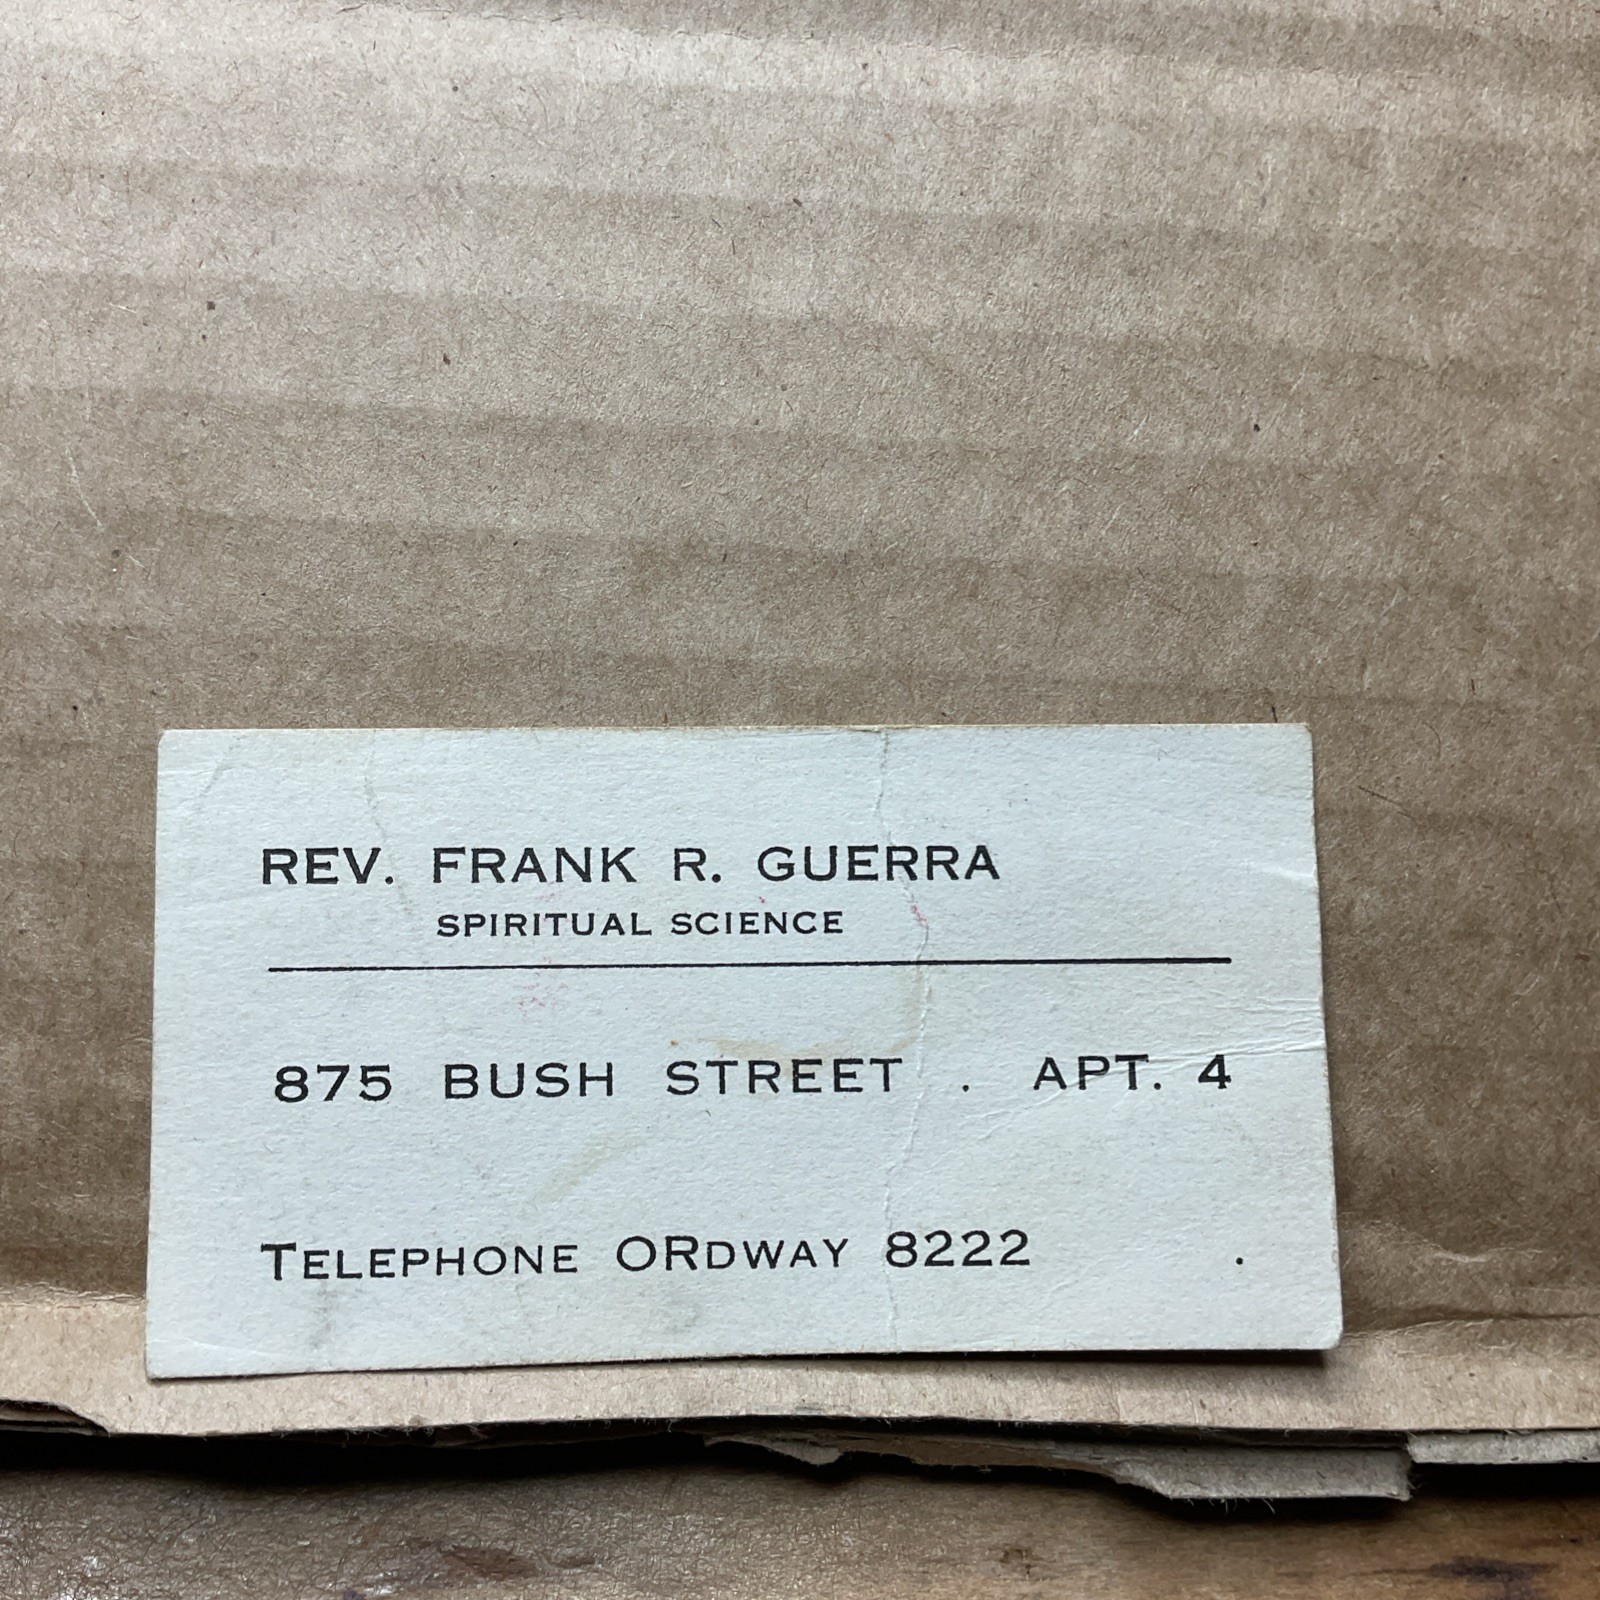 REV. FRANK R. GUERRA
SPIRITUAL SCIENCE
875 BUSH STREET . APT. 4
TELEPHONE ORDWAY 8222 .